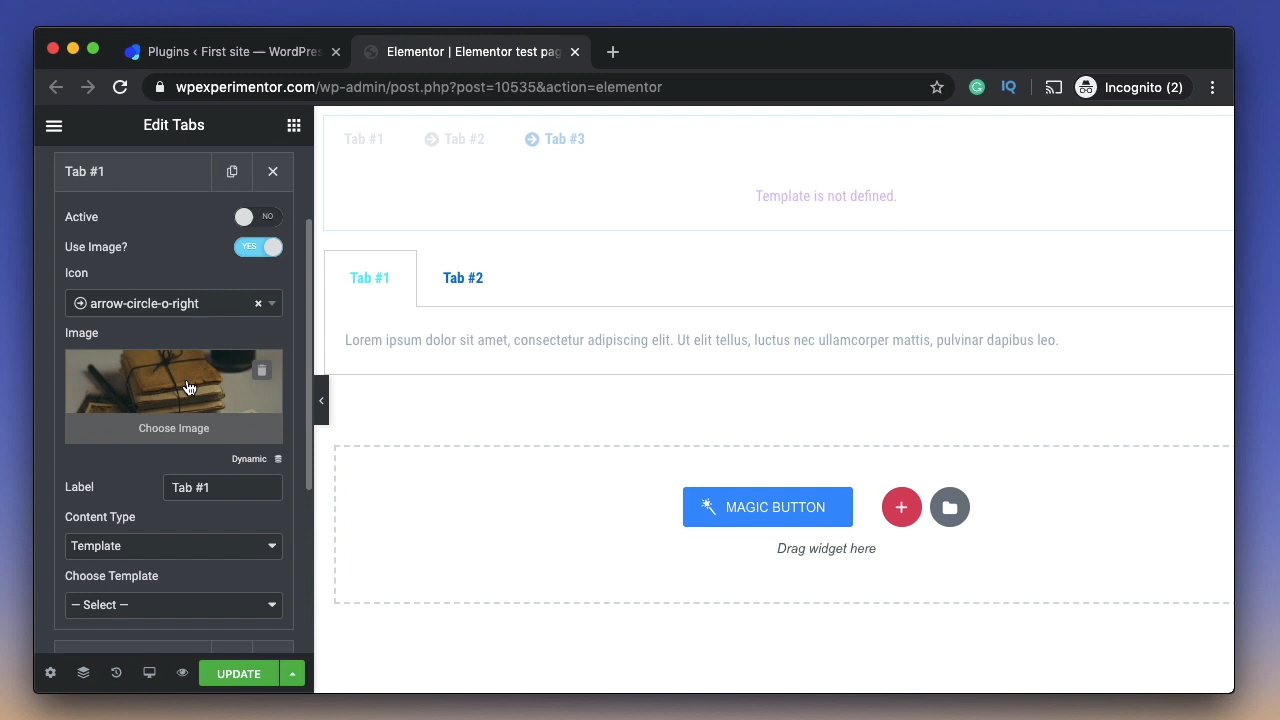 Plugins ‹ First site — WordPres
Elementor | Elementor test pag
wpexperimentor.com/wp-admin/post.php?post=10535&action=elementor
IQ
Incognito (2)
Edit Tabs
Tab #1
Active
NO
Use Image?
YES
Icon
arrow-circle-o-right
Image
Choose Image
Dynamic
Label
Tab #1
Content Type
Template
Choose Template
— Select —
UPDATE
Tab #1
Tab #2
Tab #3
Template is not defined.
Tab #1
Tab #2
Lorem ipsum dolor sit amet, consectetur adipiscing elit. Ut elit tellus, luctus nec ullamcorper mattis, pulvinar dapibus leo.
MAGIC BUTTON
Drag widget here